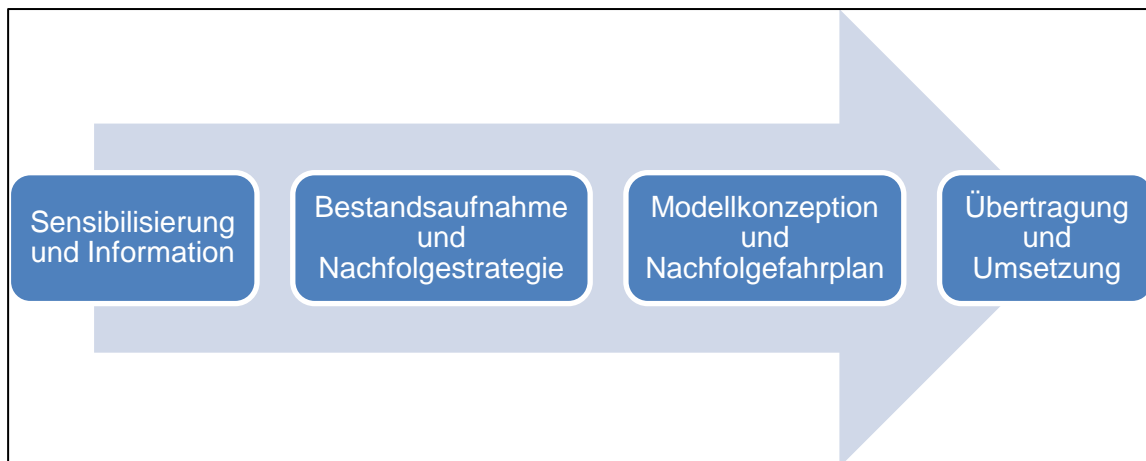 Sensibilisierung
und Information
Bestandsaufnahme
und
Nachfolgestrategie
Modellkonzeption
und
Nachfolgefahrplan
Übertragung
und
Umsetzung